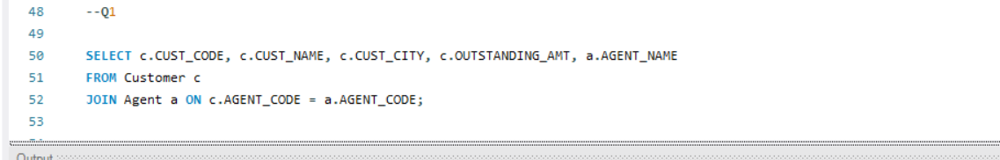 48 --Q1
49
50 SELECT c.CUST_CODE, c.CUST_NAME, c.CUST_CITY, c.OUTSTANDING_AMT, a.AGENT_NAME
51 FROM Customer c
52 JOIN Agent a ON c.AGENT_CODE = a.AGENT_CODE;
53
Output